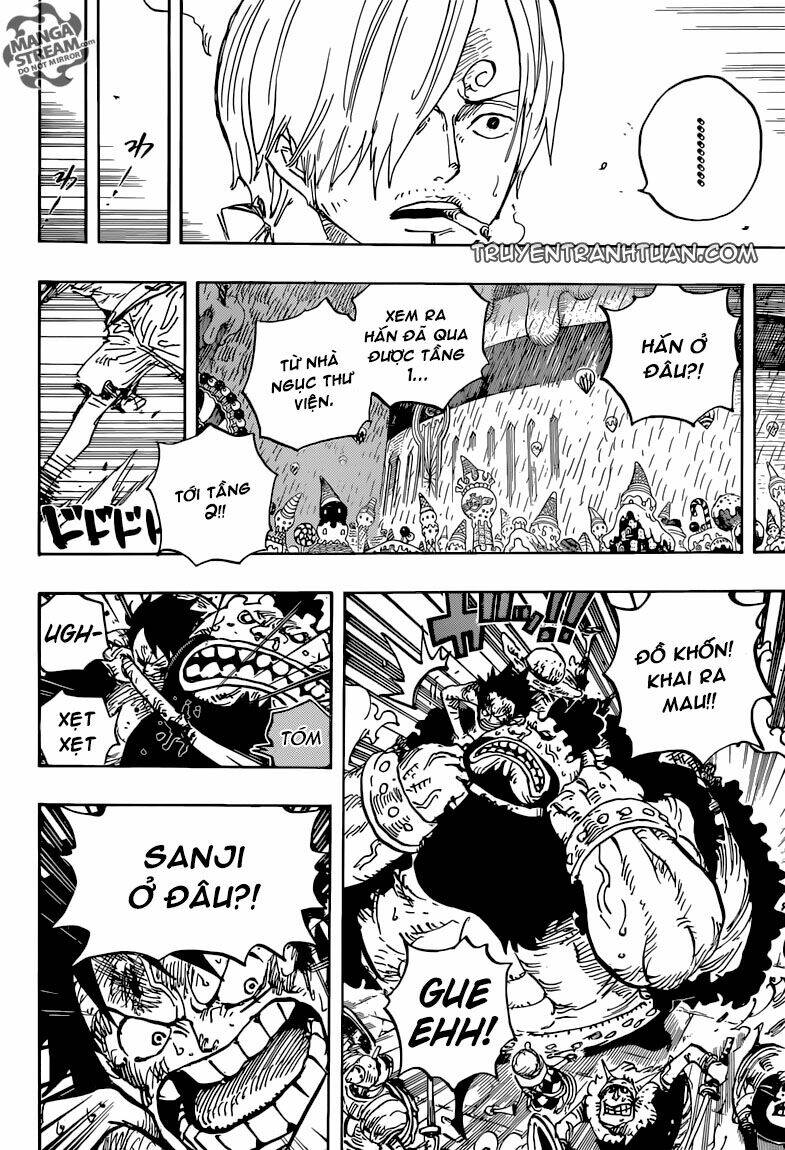 MANGA
STREAM
.COM
DO NOT MIRROR!
TRUYENTRANHTUAN.COM
HẮN Ở
ĐÂU?!
XEM RA
HẮN ĐÃ QUA
ĐƯỢC TẦNG
1...
TỪ NHÀ
NGỤC THƯ
VIỆN.
TỚI TẦNG
2!!
ドドドド
ĐỒ KHỐN!
KHAI RA
MAU!!
GUE
EHH!
UGH-
XẸT
XẸT
TÓM
SANJI
Ở ĐÂU?!